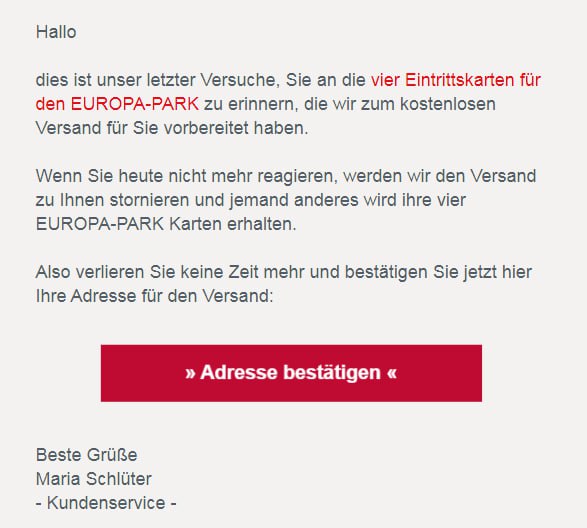 Hallo
dies ist unser letzter Versuche, Sie an die vier Eintrittskarten für
den EUROPA-PARK zu erinnern, die wir zum kostenlosen
Versand für Sie vorbereitet haben.
Wenn Sie heute nicht mehr reagieren, werden wir den Versand
zu Ihnen stornieren und jemand anderes wird ihre vier
EUROPA-PARK Karten erhalten.
Also verlieren Sie keine Zeit mehr und bestätigen Sie jetzt hier
Ihre Adresse für den Versand:
» Adresse bestätigen «
Beste Grüße
Maria Schlüter
- Kundenservice -